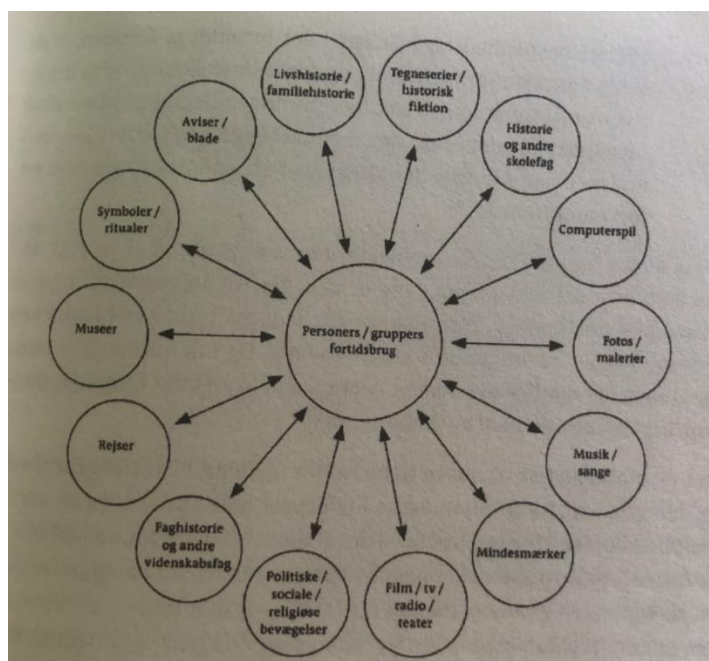 Livshistorie /
familiehistorie
Tegneserier /
historisk
fiktion
Historie
og andre
skolefag
Computerspil
Fotos /
malerier
Musik /
sange
Mindesmærker
Film / tv /
radio /
teater
Politiske /
sociale /
religiøse
bevægelser
Faghistorie
og andre
videnskabsfag
Rejser
Museer
Symboler /
ritualer
Aviser /
blade
Personers / gruppers
fortidsbrug